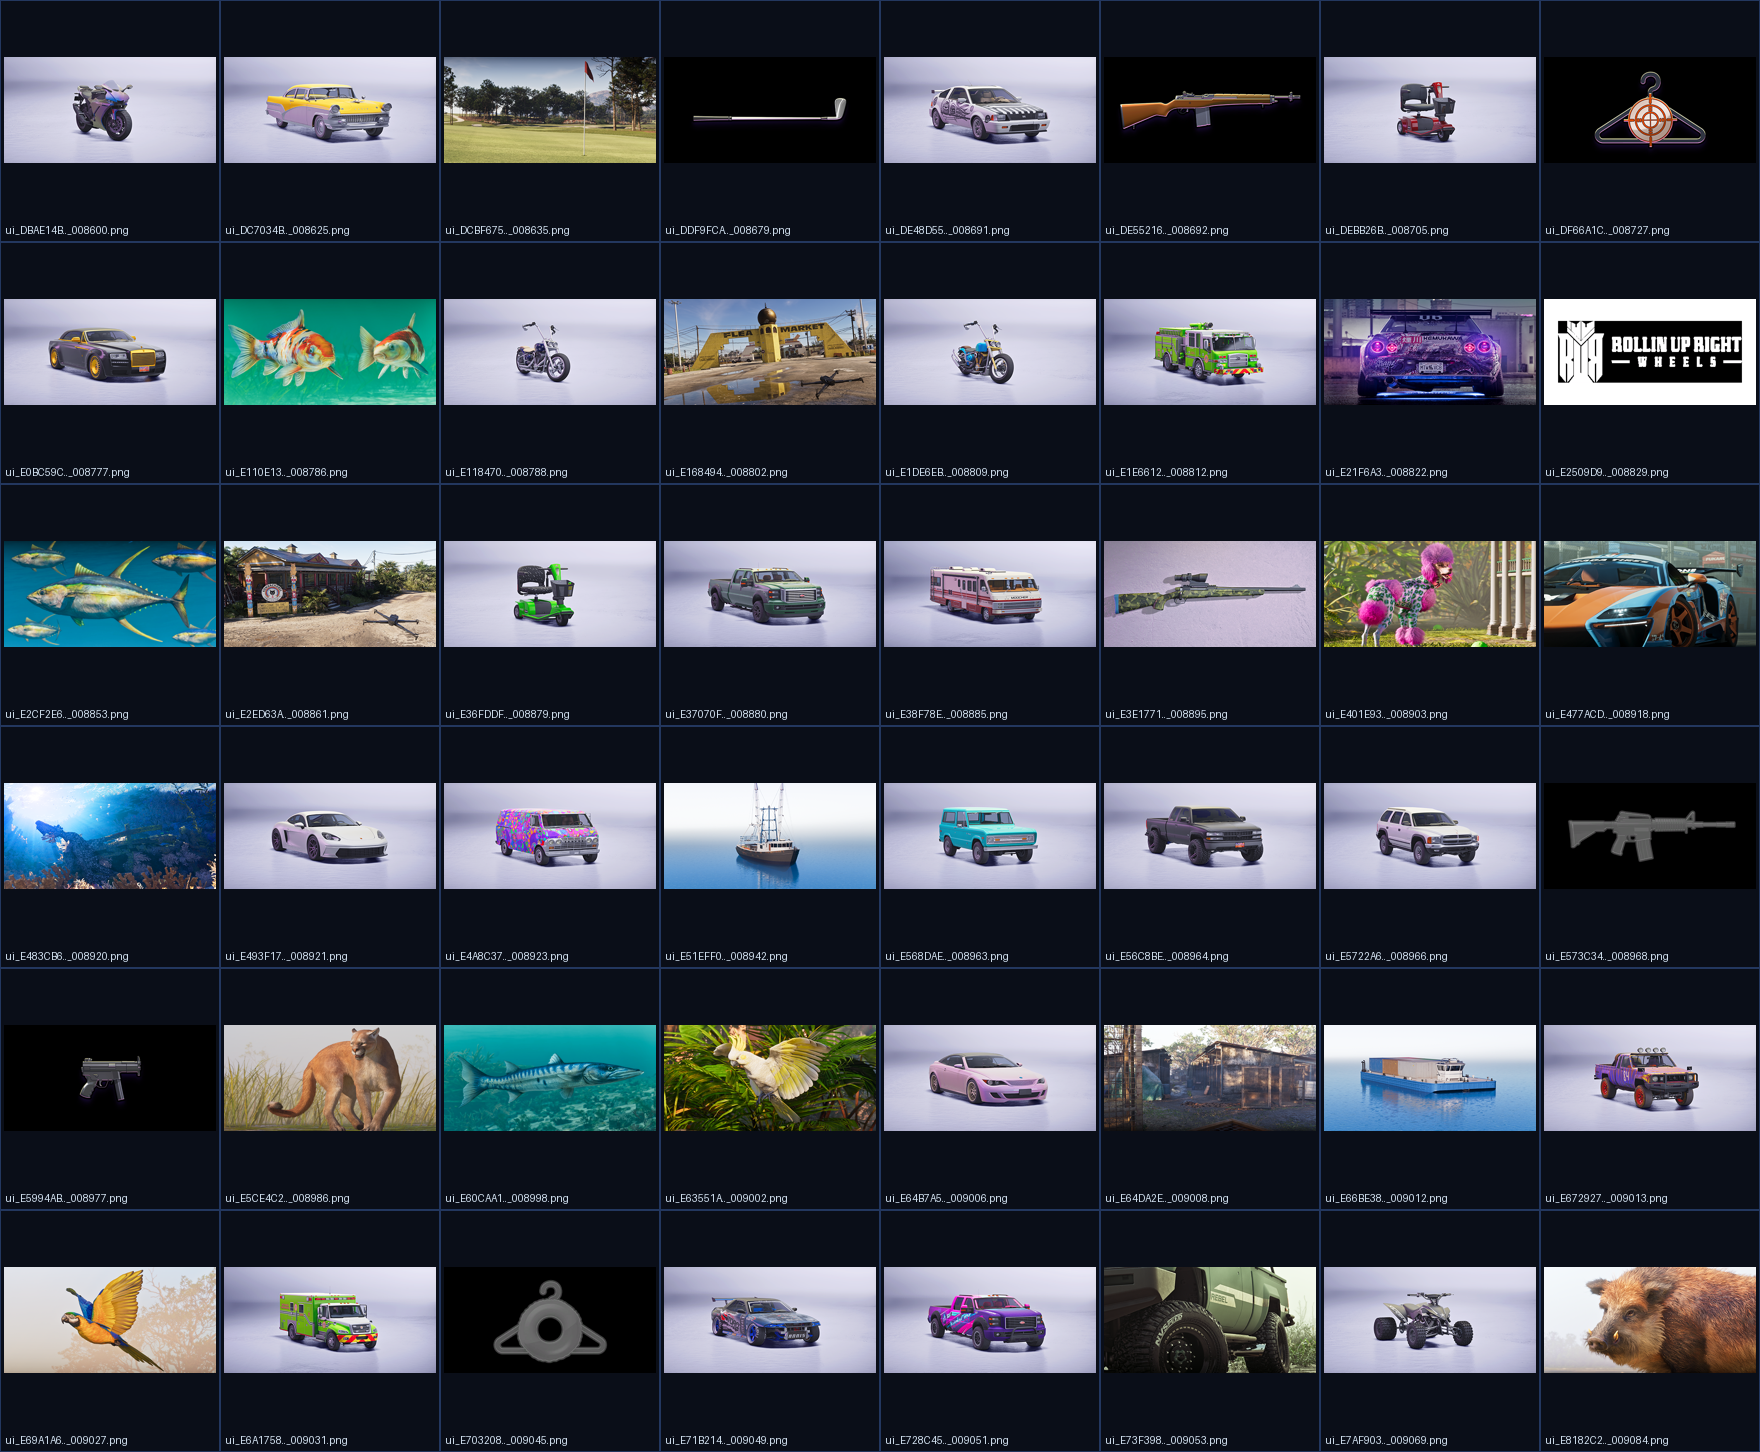 ui_DBAE14B.._008600.png
ui_DC7034B.._008625.png
ui_DCBF675.._008635.png
ui_DDF9FCA.._008679.png
ui_DE48D55.._008691.png
ui_DE55216.._008692.png
ui_DEBB26B.._008705.png
ui_DF66A1C.._008727.png
FLEA MARKET
U6
ROLLIN UP RIGHT
WHEELS
ui_E0BC59C.._008777.png
ui_E110E13.._008786.png
ui_E118470.._008788.png
ui_E168494.._008802.png
ui_E1DE6EB.._008809.png
ui_E1E6612.._008812.png
ui_E21F6A3.._008822.png
ui_E2509D9.._008829.png
ui_E2CF2E6.._008853.png
ui_E2ED63A.._008861.png
ui_E36FDDF.._008879.png
ui_E37070F.._008880.png
ui_E38F78E.._008885.png
ui_E3E1771.._008895.png
ui_E401E93.._008903.png
ui_E477ACD.._008918.png
ui_E483CB6.._008920.png
ui_E493F17.._008921.png
ui_E4A8C37.._008923.png
ui_E51EFF0.._008942.png
ui_E568DAE.._008963.png
ui_E56C8BE.._008964.png
ui_E5722A6.._008966.png
ui_E573C34.._008968.png
ui_E5994AB.._008977.png
ui_E5CE4C2.._008986.png
ui_E60CAA1.._008998.png
ui_E63551A.._009002.png
ui_E64B7A5.._009006.png
ui_E64DA2E.._009008.png
ui_E66BE38.._009012.png
ui_E672927.._009013.png
REBEL
ui_E69A1A6.._009027.png
ui_E6A1758.._009031.png
ui_E703208.._009045.png
ui_E71B214.._009049.png
ui_E728C45.._009051.png
ui_E73F398.._009053.png
ui_E7AF903.._009069.png
ui_E8182C2.._009084.png